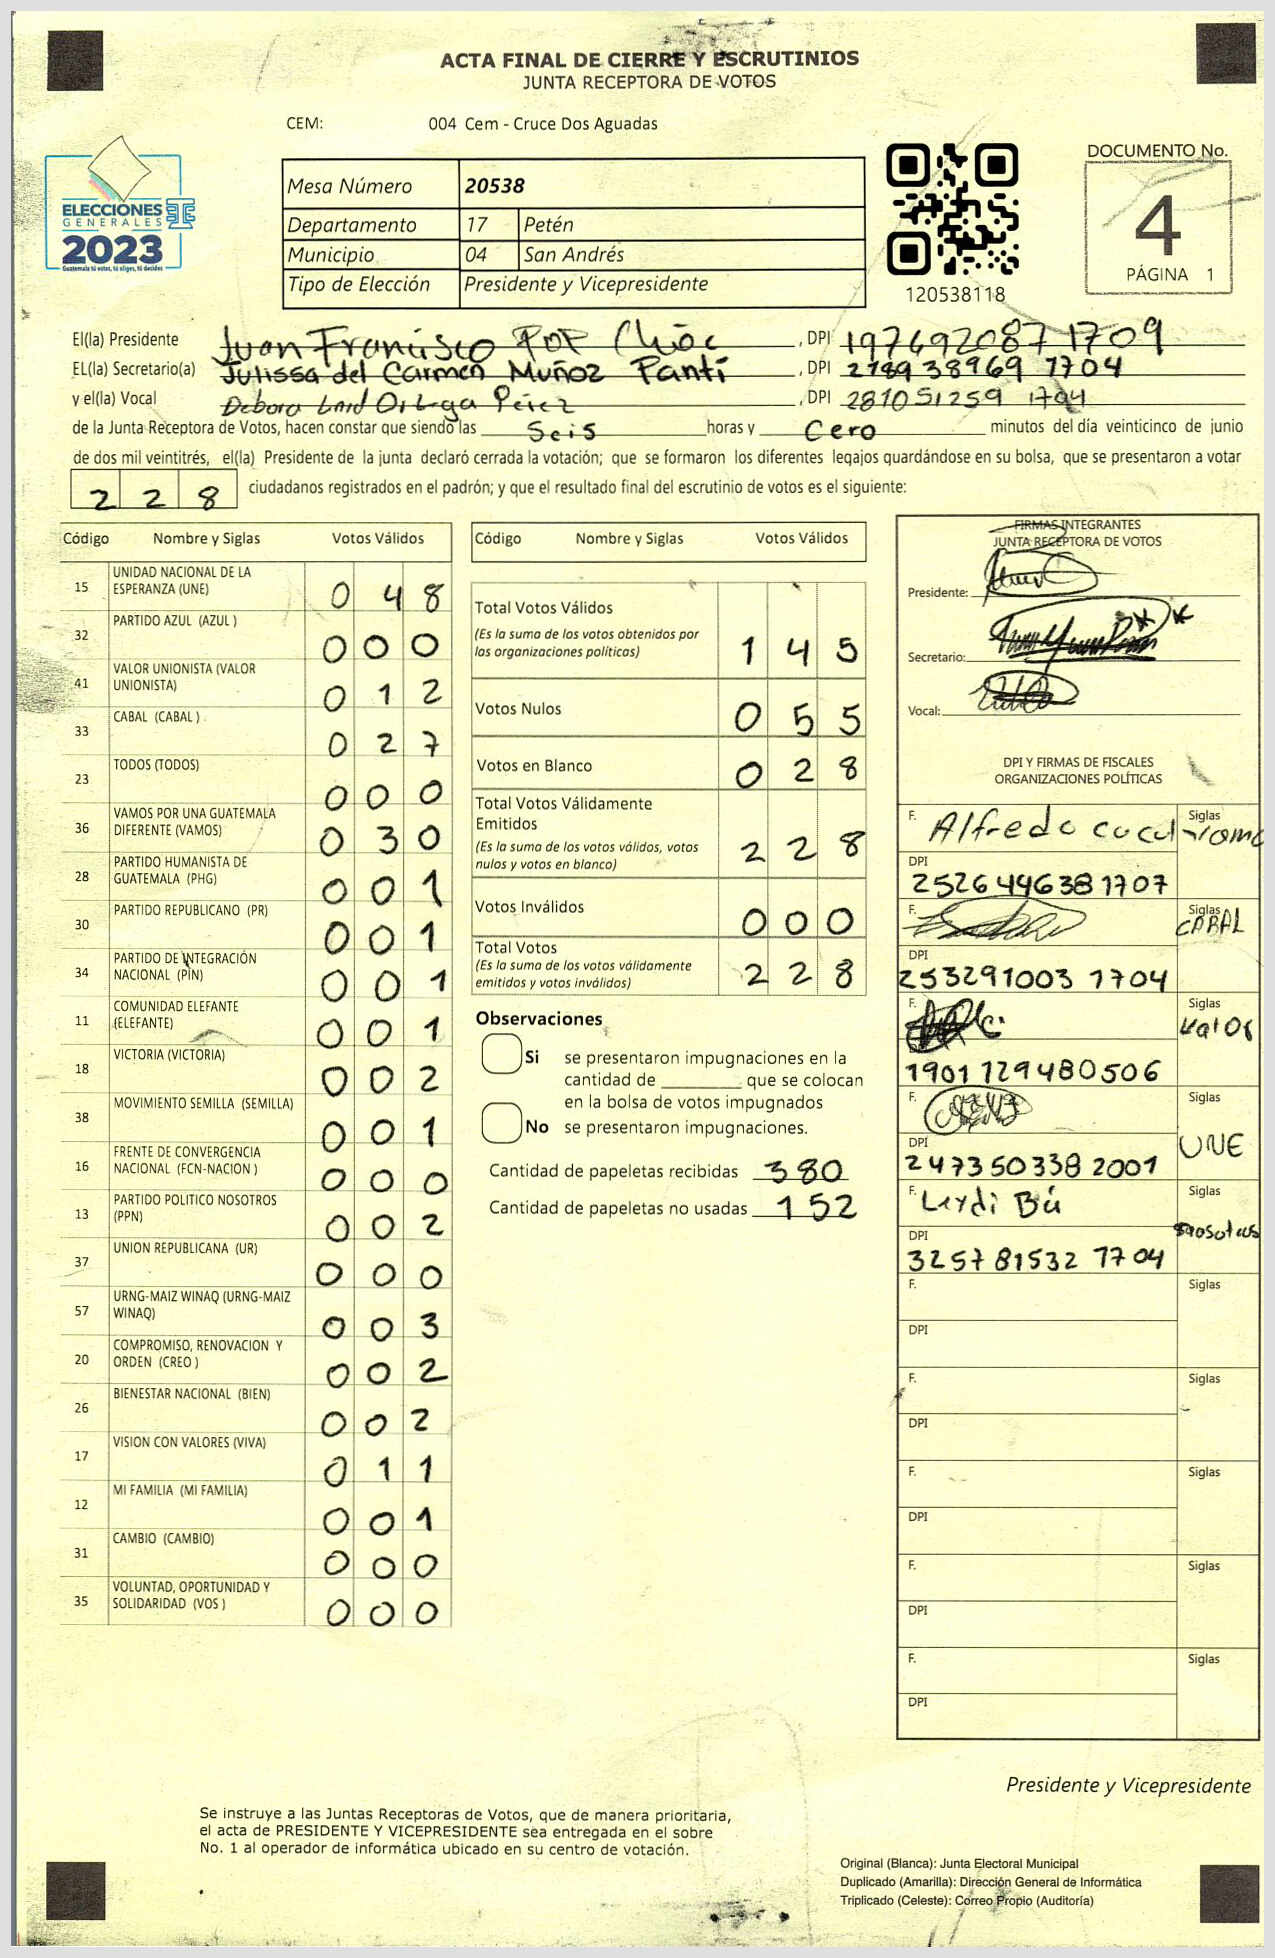 ACTA FINAL DE CIERRE Y ESCRUTINIOS
JUNTA RECEPTORA DE VOTOS
CEM: 004 Cem - Cruce Dos Aguadas
ELECCIONES
GENERALES
2023
Guatemala tú votas, tú eliges, tú decides
Mesa Número 20538
Departamento 17 Petén
Municipio 04 San Andrés
Tipo de Elección Presidente y Vicepresidente
120538118
DOCUMENTO No.
4
PÁGINA 1
El(la) Presidente Juan Francisco Pop Chóc, DPI 197692087 1709
EL(la) Secretario(a) Julissa del Carmen Muñoz Pantí, DPI 2189 38969 1704
y el(la) Vocal Debora Ortega Pérez, DPI 281051259 1704
de la Junta Receptora de Votos, hacen constar que siendo las Seis horas y Cero minutos del día veinticinco de junio
de dos mil veintitrés, el(la) Presidente de la junta declaró cerrada la votación; que se formaron los diferentes legajos guardándose en su bolsa, que se presentaron a votar
228 ciudadanos registrados en el padrón; y que el resultado final del escrutinio de votos es el siguiente:
Código Nombre y Siglas Votos Válidos
15 UNIDAD NACIONAL DE LA ESPERANZA (UNE) 0 4 8
32 PARTIDO AZUL (AZUL ) 0 0 0
41 VALOR UNIONISTA (VALOR UNIONISTA) 0 1 2
33 CABAL (CABAL ) 0 2 7
23 TODOS (TODOS) 0 0 0
36 VAMOS POR UNA GUATEMALA DIFERENTE (VAMOS) 0 3 0
28 PARTIDO HUMANISTA DE GUATEMALA (PHG) 0 0 1
30 PARTIDO REPUBLICANO (PR) 0 0 1
34 PARTIDO DE INTEGRACIÓN NACIONAL (PIN) 0 0 1
11 COMUNIDAD ELEFANTE (ELEFANTE) 0 0 1
18 VICTORIA (VICTORIA) 0 0 2
38 MOVIMIENTO SEMILLA (SEMILLA) 0 0 1
16 FRENTE DE CONVERGENCIA NACIONAL (FCN-NACION ) 0 0 0
13 PARTIDO POLITICO NOSOTROS (PPN) 0 0 2
37 UNION REPUBLICANA (UR) 0 0 0
57 URNG-MAIZ WINAQ (URNG-MAIZ WINAQ) 0 0 3
20 COMPROMISO, RENOVACION Y ORDEN (CREO ) 0 0 2
26 BIENESTAR NACIONAL (BIEN) 0 0 2
17 VISION CON VALORES (VIVA) 0 1 1
12 MI FAMILIA (MI FAMILIA) 0 0 1
31 CAMBIO (CAMBIO) 0 0 0
35 VOLUNTAD, OPORTUNIDAD Y SOLIDARIDAD (VOS ) 0 0 0
Código Nombre y Siglas Votos Válidos
Total Votos Válidos
(Es la suma de los votos obtenidos por
las organizaciones políticas) 1 4 5
Votos Nulos 0 5 5
Votos en Blanco 0 2 8
Total Votos Válidamente
Emitidos
(Es la suma de los votos válidos, votos
nulos y votos en blanco) 2 2 8
Votos Inválidos 0 0 0
Total Votos
(Es la suma de los votos válidamente
emitidos y votos inválidos) 2 2 8
Observaciones
Si se presentaron impugnaciones en la
cantidad de ________ que se colocan
en la bolsa de votos impugnados
No se presentaron impugnaciones.
Cantidad de papeletas recibidas 380
Cantidad de papeletas no usadas 152
FIRMAS INTEGRANTES
JUNTA RECEPTORA DE VOTOS
Presidente:
Secretario:
Vocal:
DPI Y FIRMAS DE FISCALES
ORGANIZACIONES POLÍTICAS
F. Alfredo cucul Siglas
DPI
252644638 1707
F. Siglas CABAL
DPI
253291003 1704
F. Siglas Valor
1901 129480506
F. Siglas
DPI UNE
247350338 2001
F. Leydi Bá Siglas
DPI
3257 81532 1704
F. Siglas
DPI
F. Siglas
DPI
F. Siglas
DPI
F. Siglas
DPI
F. Siglas
DPI
Presidente y Vicepresidente
Se instruye a las Juntas Receptoras de Votos, que de manera prioritaria,
el acta de PRESIDENTE Y VICEPRESIDENTE sea entregada en el sobre
No. 1 al operador de informática ubicado en su centro de votación.
Original (Blanca): Junta Electoral Municipal
Duplicado (Amarilla): Dirección General de Informática
Triplicado (Celeste): Correo Propio (Auditoría)